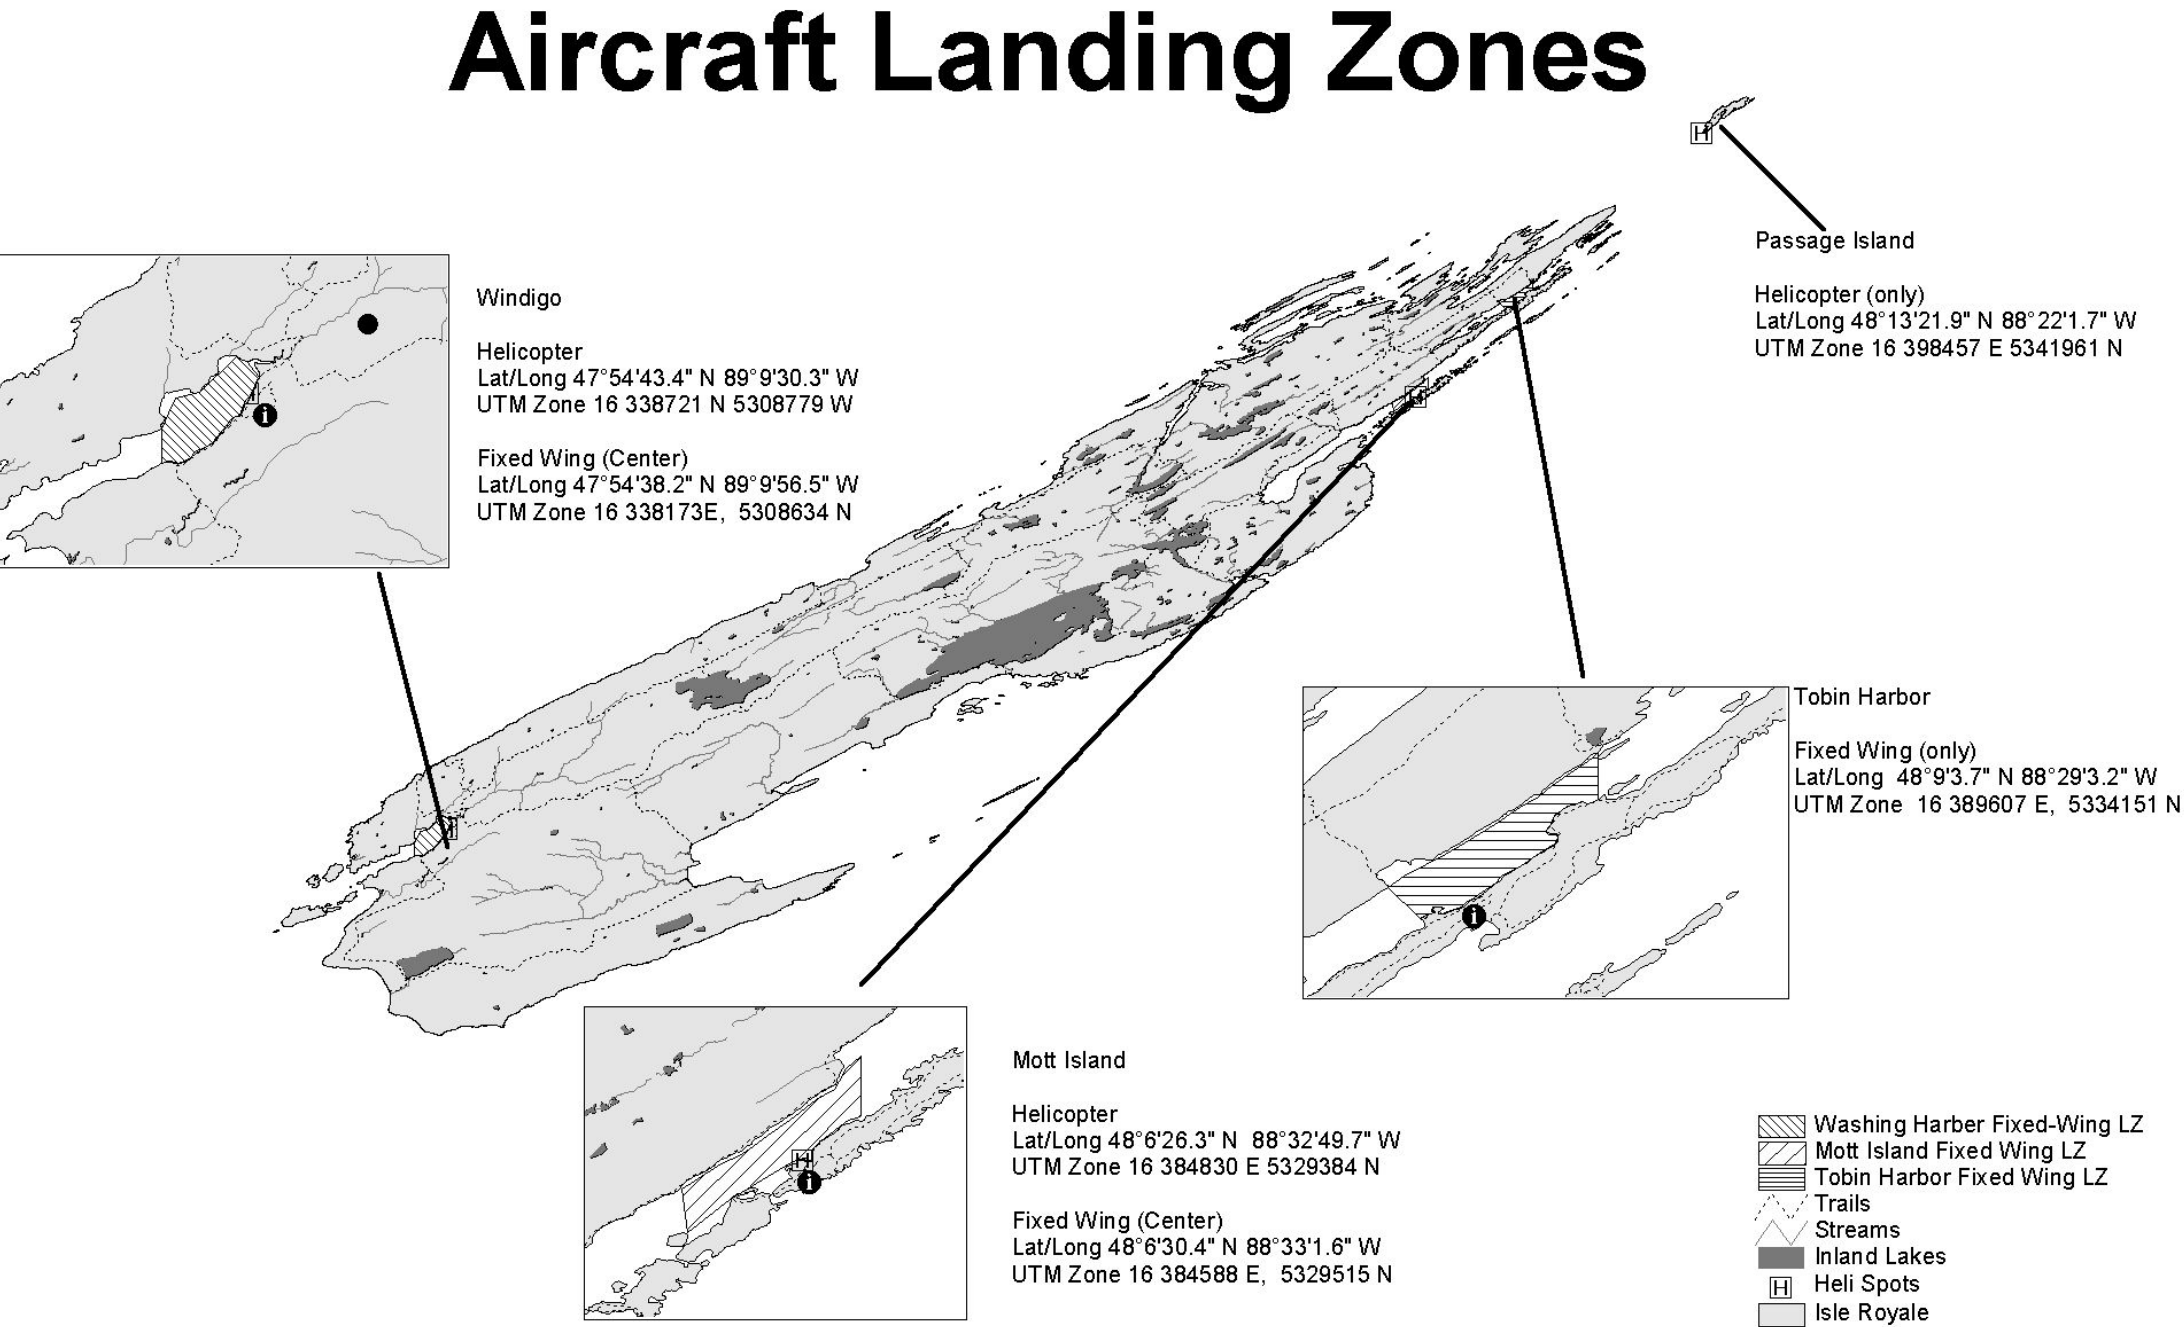 Aircraft Landing Zones
H
Passage Island
Helicopter (only)
Lat/Long 48°13'21.9" N 88°22'1.7" W
UTM Zone 16 398457 E 5341961 N
Windigo
Helicopter
Lat/Long 47°54'43.4" N 89°9'30.3" W
UTM Zone 16 338721 N 5308779 W
Fixed Wing (Center)
Lat/Long 47°54'38.2" N 89°9'56.5" W
UTM Zone 16 338173E, 5308634 N
i
Tobin Harbor
Fixed Wing (only)
Lat/Long 48°9'3.7" N 88°29'3.2" W
UTM Zone 16 389607 E, 5334151 N
i
Mott Island
Helicopter
Lat/Long 48°6'26.3" N 88°32'49.7" W
UTM Zone 16 384830 E 5329384 N
Fixed Wing (Center)
Lat/Long 48°6'30.4" N 88°33'1.6" W
UTM Zone 16 384588 E, 5329515 N
H
i
Washing Harber Fixed-Wing LZ
Mott Island Fixed Wing LZ
Tobin Harbor Fixed Wing LZ
Trails
Streams
Inland Lakes
H Heli Spots
Isle Royale